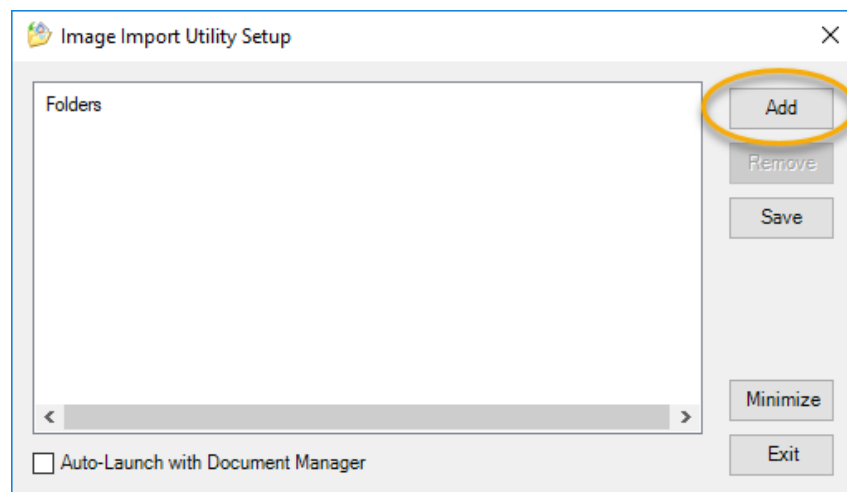 Image Import Utility Setup
Folders
Add
Remove
Save
Minimize
Exit
Auto-Launch with Document Manager